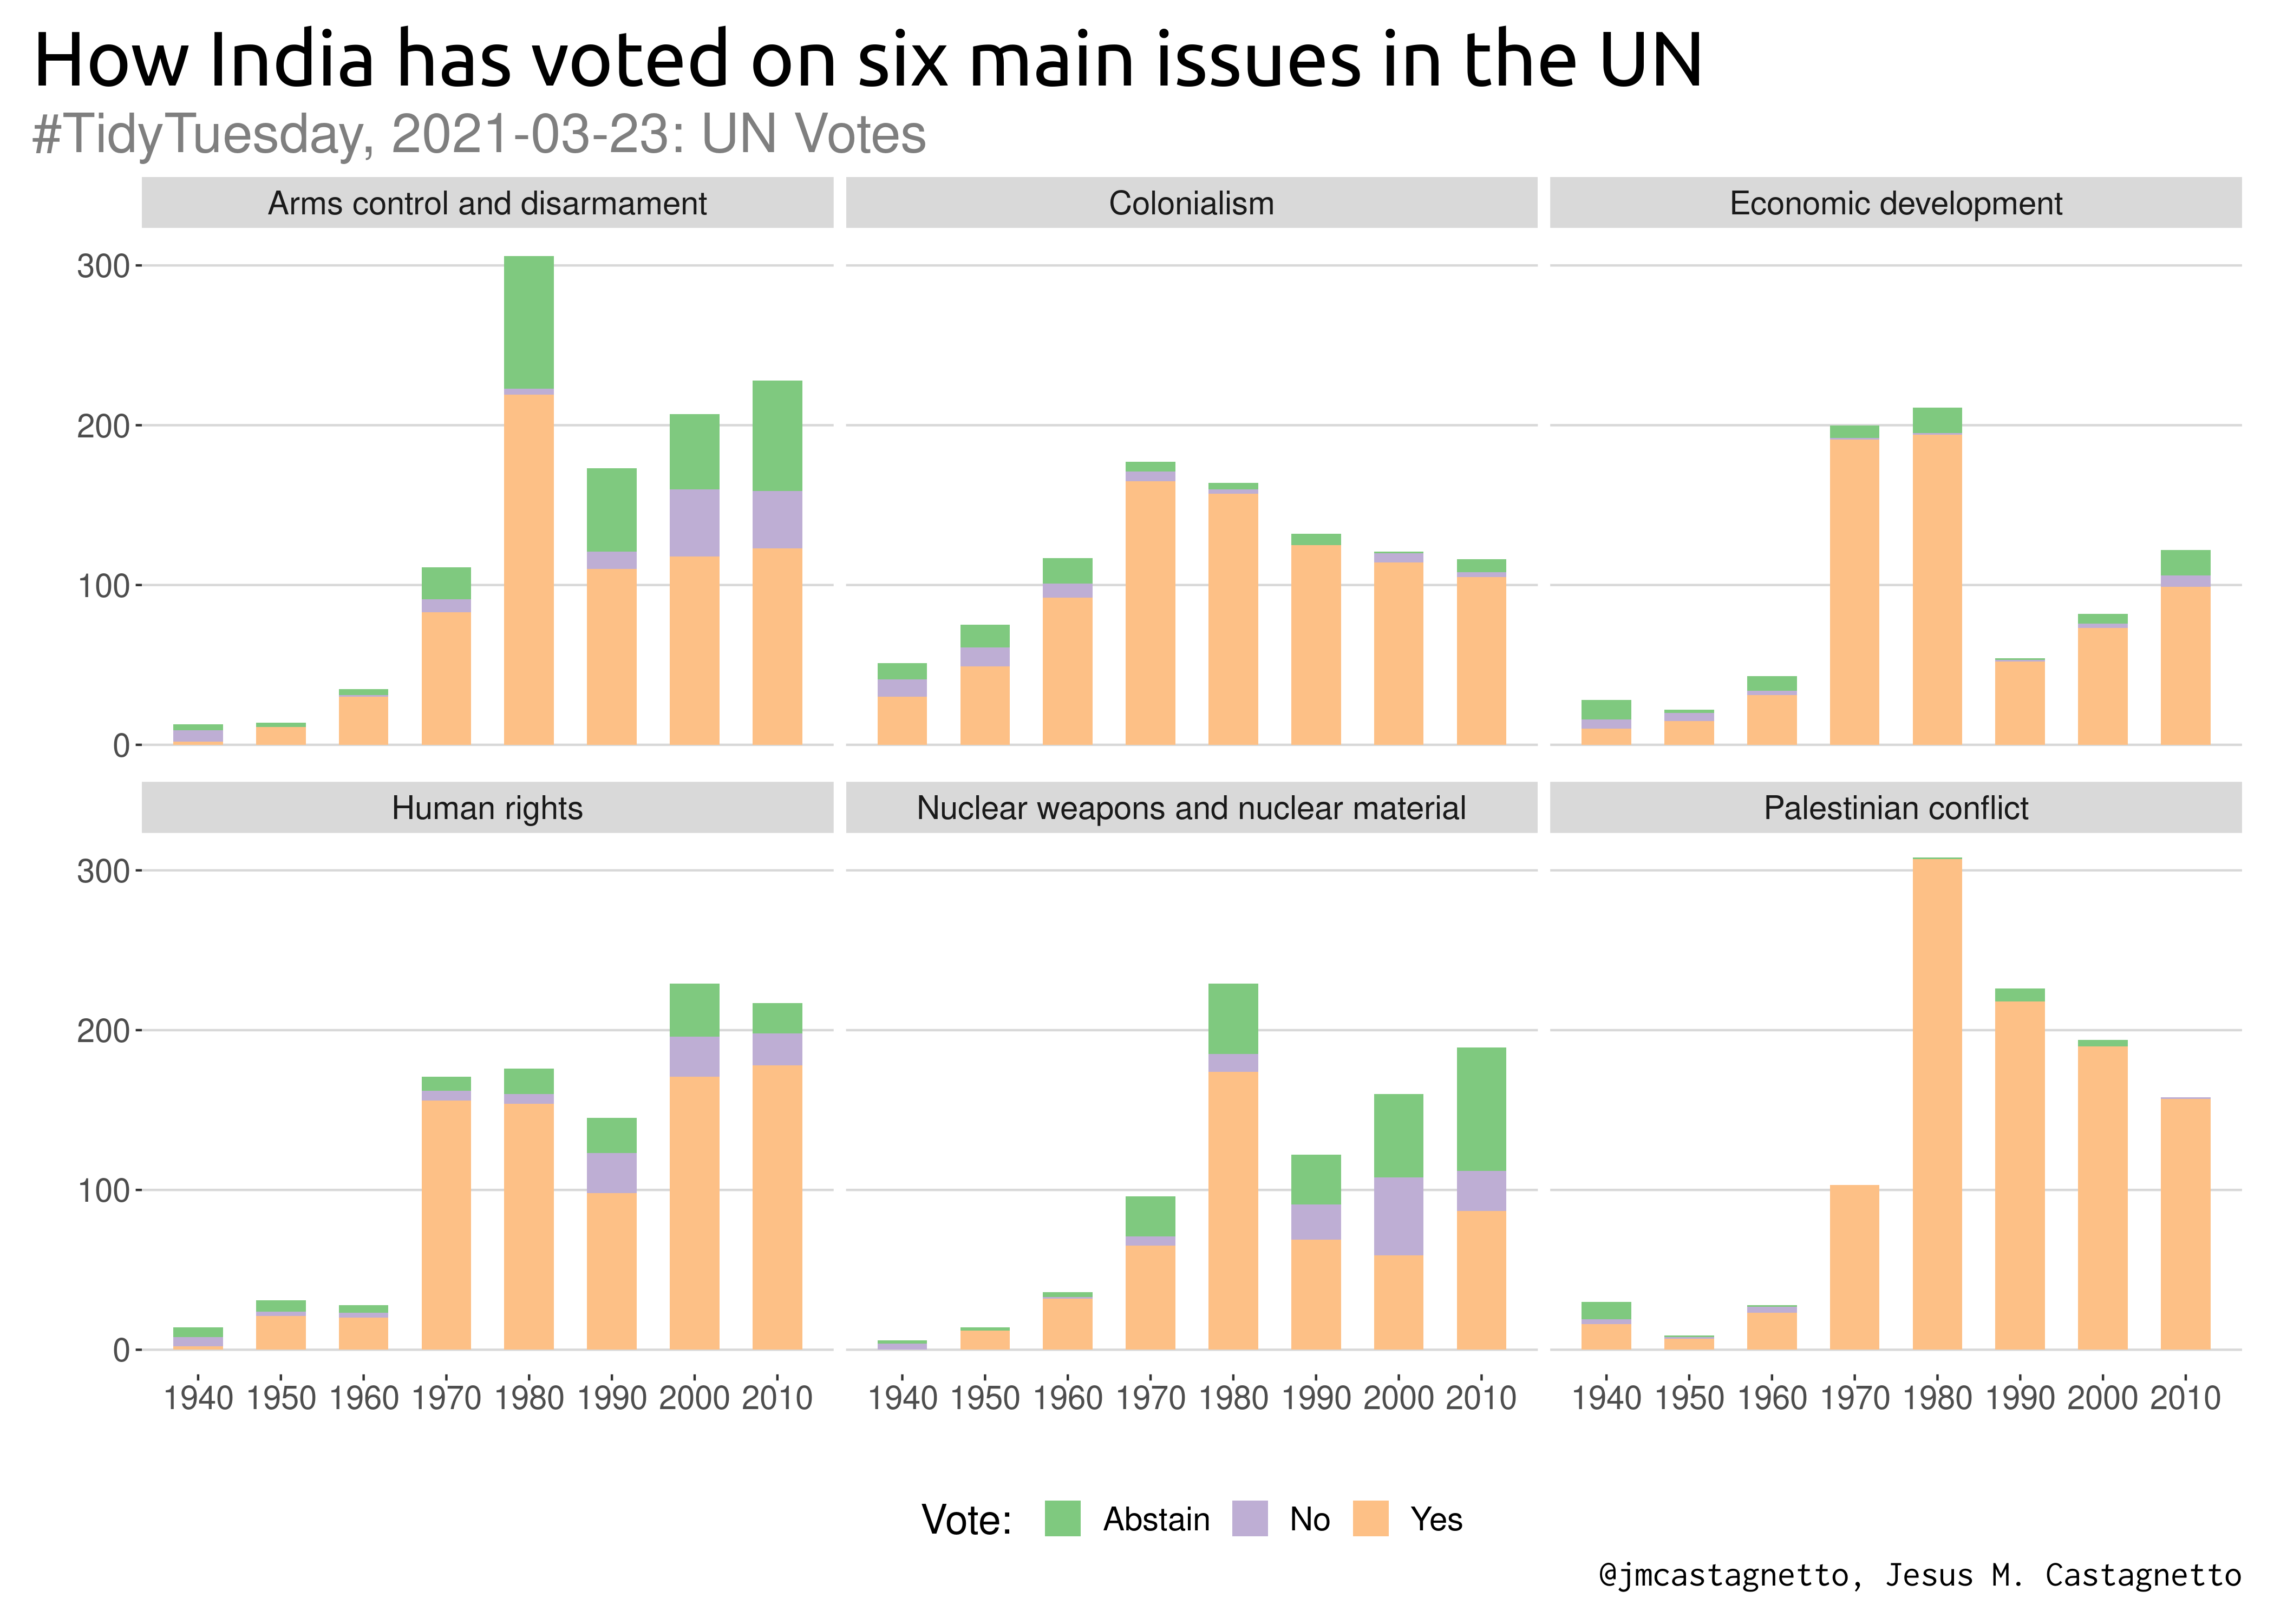 How India has voted on six main issues in the UN
#TidyTuesday, 2021-03-23: UN Votes
Arms control and disarmament
Colonialism
Economic development
300
200
100
0
Human rights
Nuclear weapons and nuclear material
Palestinian conflict
300
200
100
0
1940 1950 1960 1970 1980 1990 2000 2010
1940 1950 1960 1970 1980 1990 2000 2010
1940 1950 1960 1970 1980 1990 2000 2010
Vote: Abstain No Yes
@jmcastagnetto, Jesus M. Castagnetto